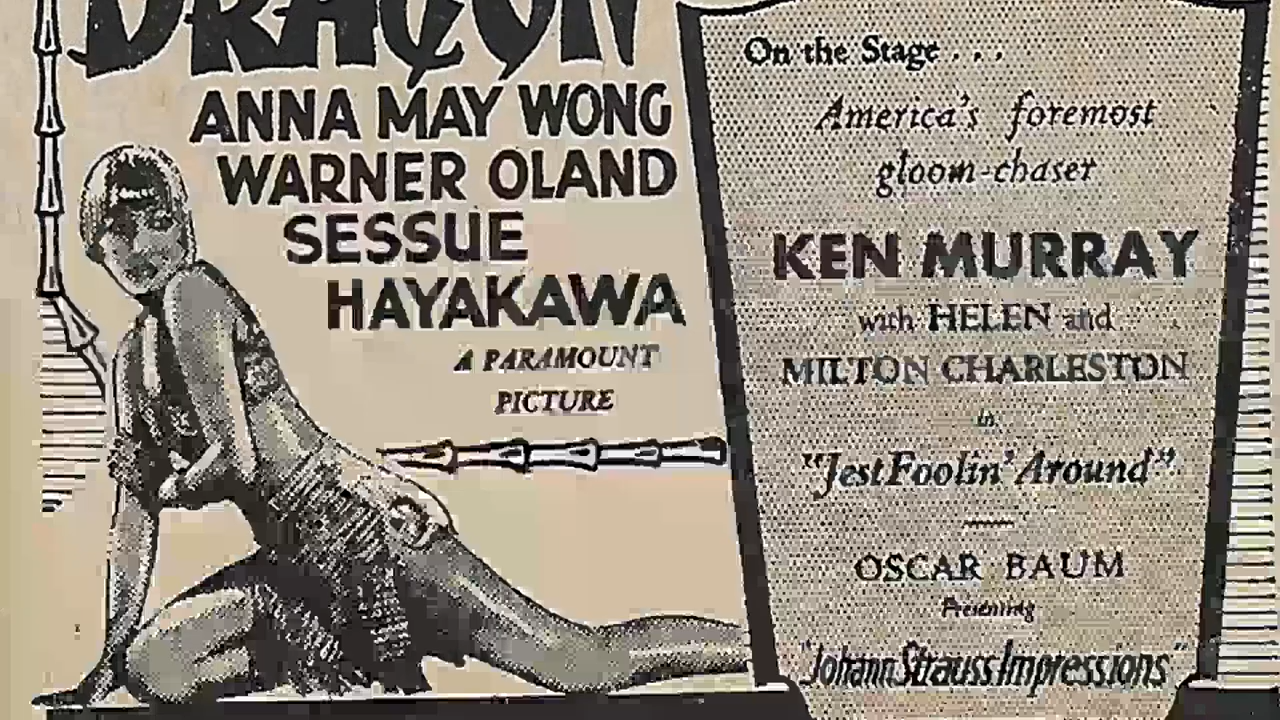 DRAGON
ANNA MAY WONG
WARNER OLAND
SESSUE
HAYAKAWA
A PARAMOUNT
PICTURE
On the Stage . . .
America's foremost
gloom-chaser
KEN MURRAY
with HELEN and
MILTON CHARLESTON
in
"Jest Foolin' Around"
OSCAR BAUM
Presenting
"Johann Strauss Impressions"